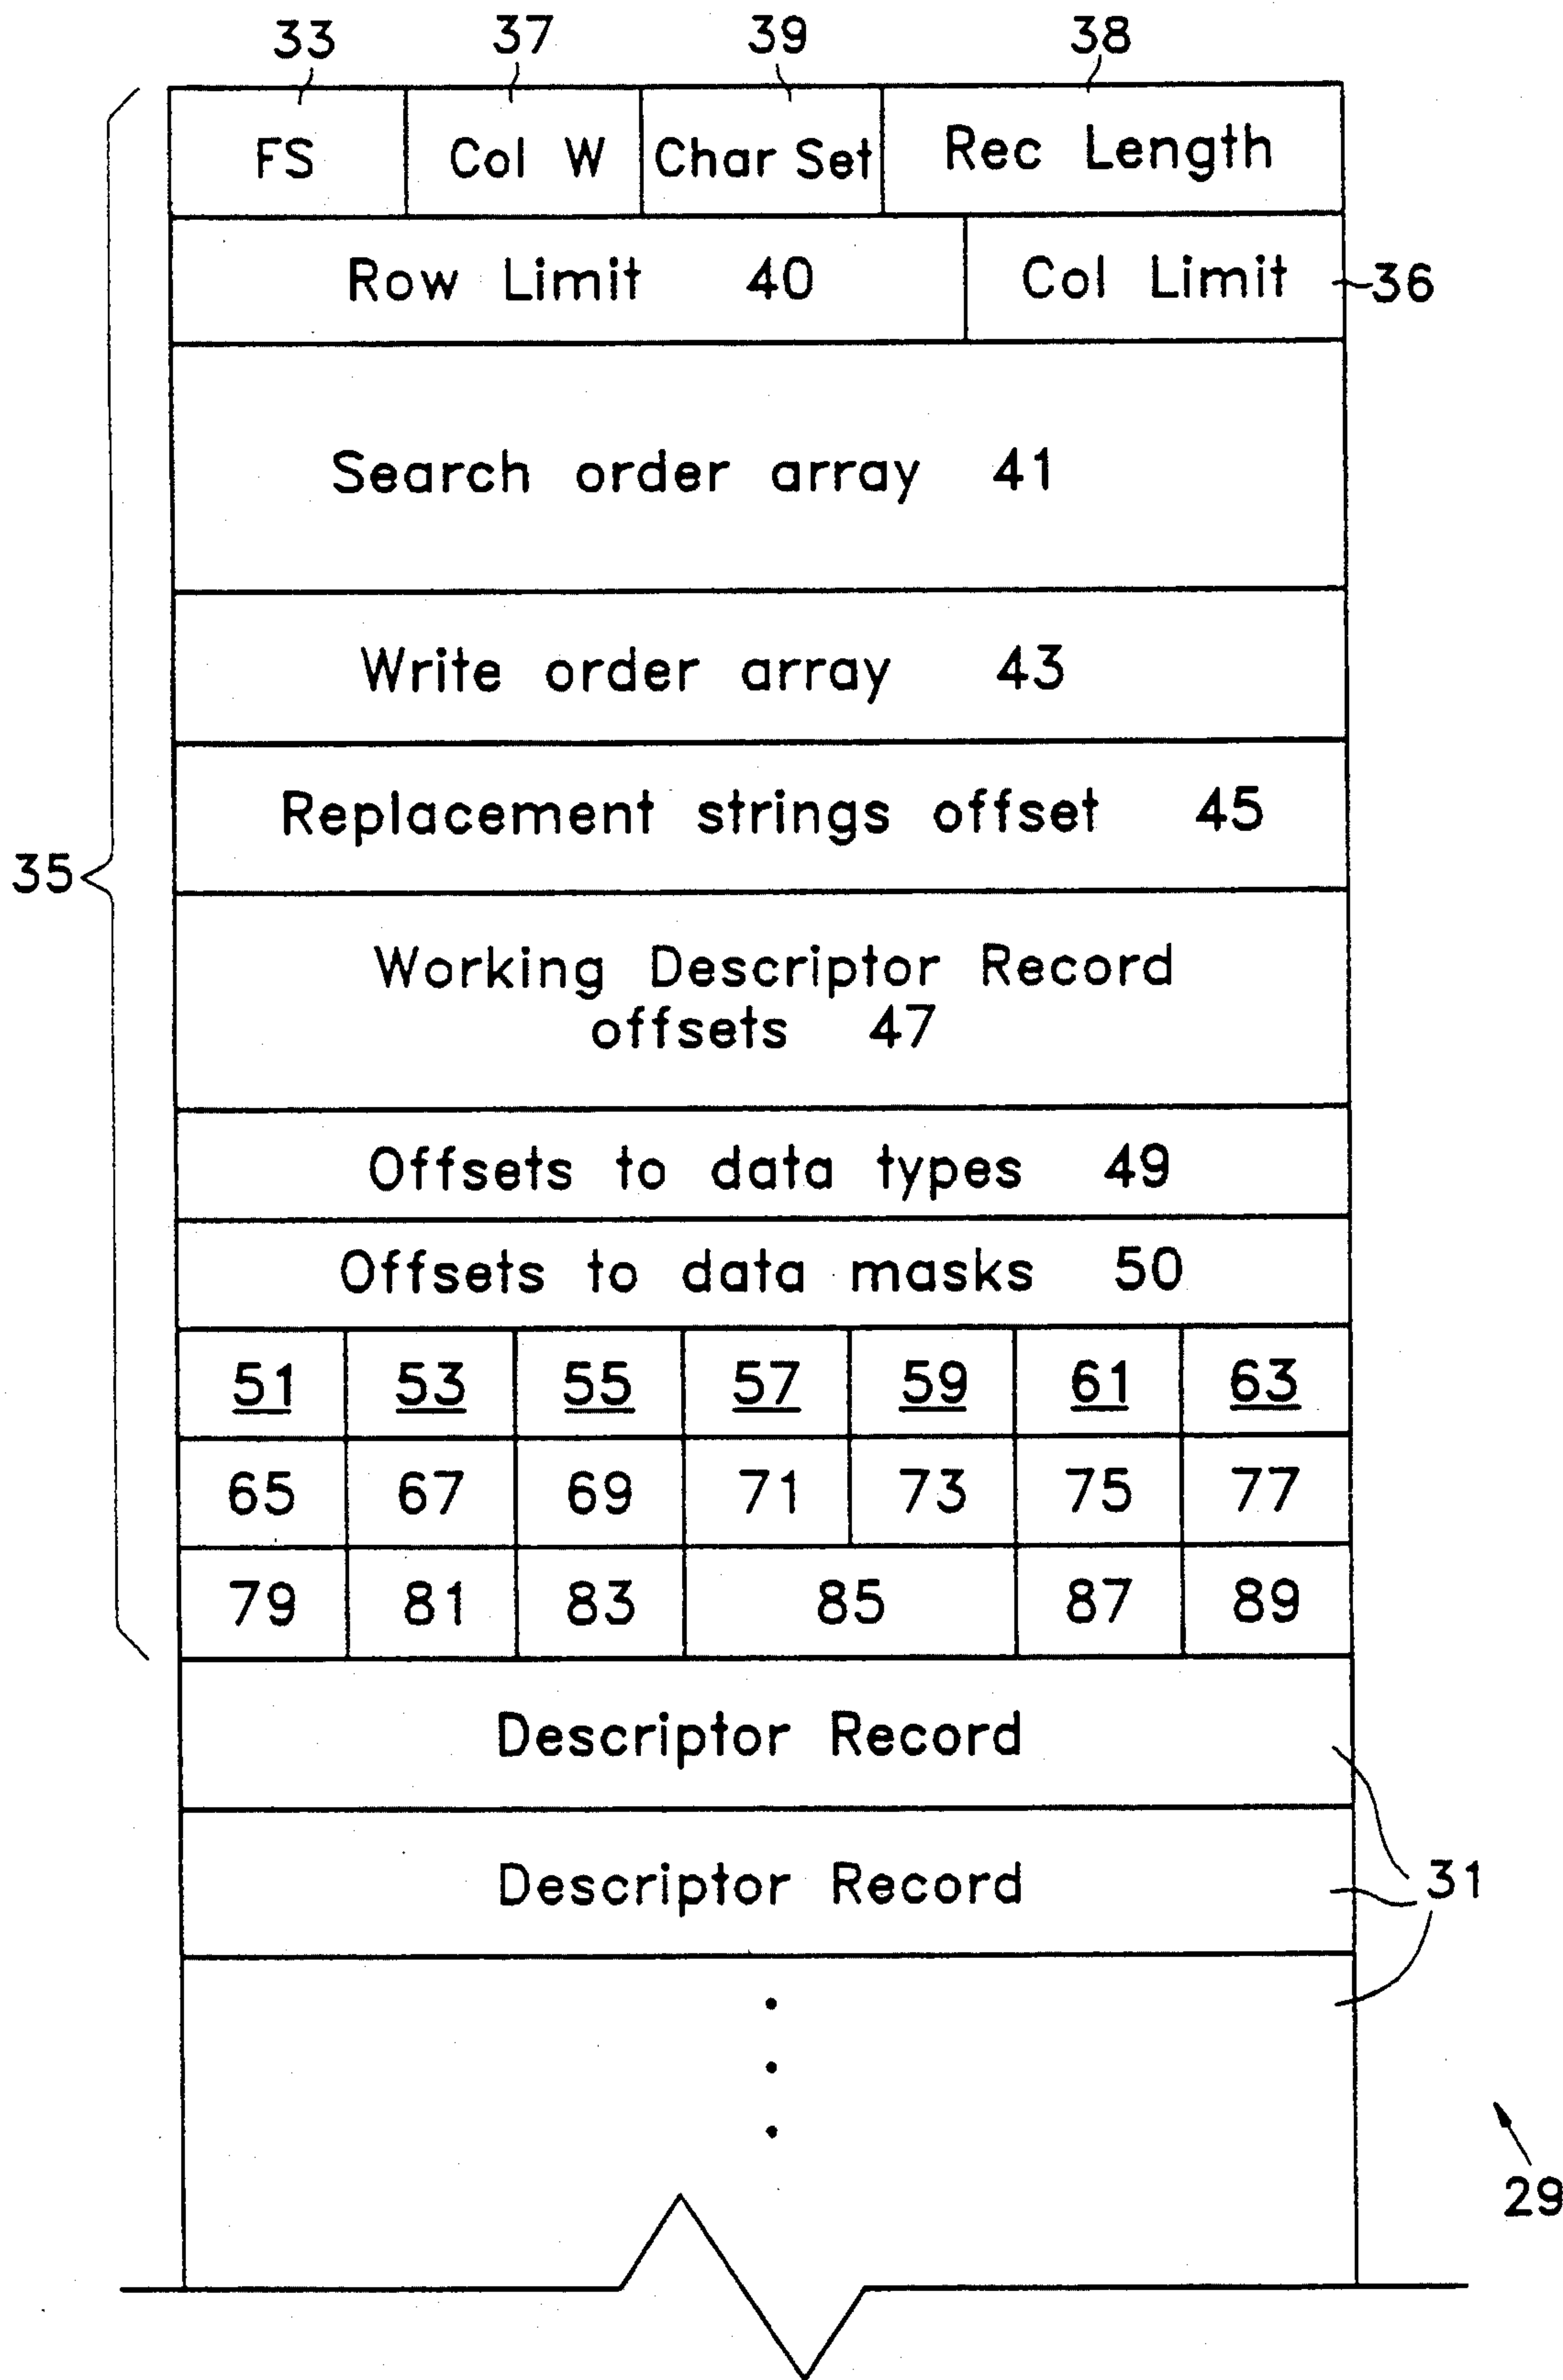 33 37 39 38
FS Col W Char Set Rec Length
Row Limit 40 Col Limit 36
Search order array 41
Write order array 43
Replacement strings offset 45
35
Working Descriptor Record
offsets 47
Offsets to data types 49
Offsets to data masks 50
51 53 55 57 59 61 63
65 67 69 71 73 75 77
79 81 83 85 87 89
Descriptor Record
Descriptor Record
31
29